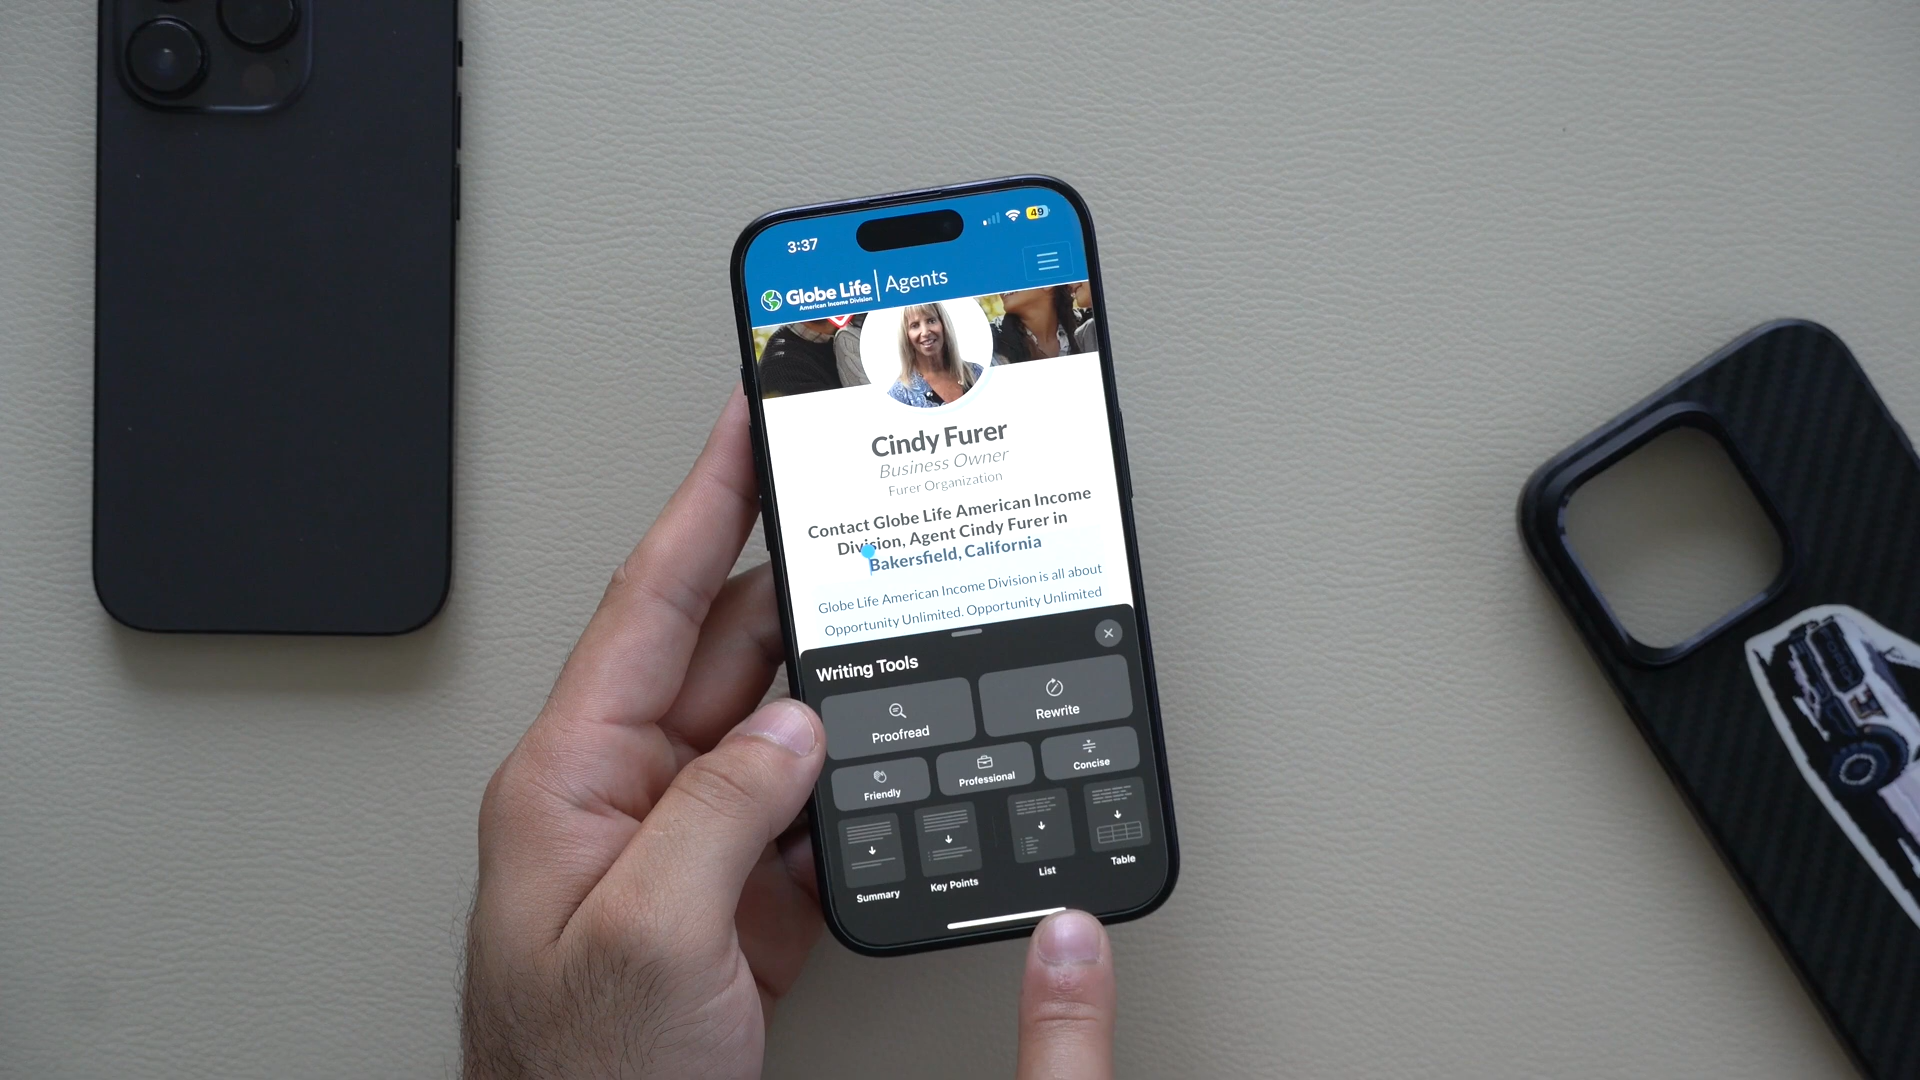 3:37
49
Globe Life
American Income Division
Agents
Cindy Furer
Business Owner
Furer Organization
Contact Globe Life American Income
Division, Agent Cindy Furer in
Bakersfield, California
Globe Life American Income Division is all about
Opportunity Unlimited. Opportunity Unlimited
Writing Tools
Proofread
Rewrite
Friendly
Professional
Concise
Summary
Key Points
List
Table